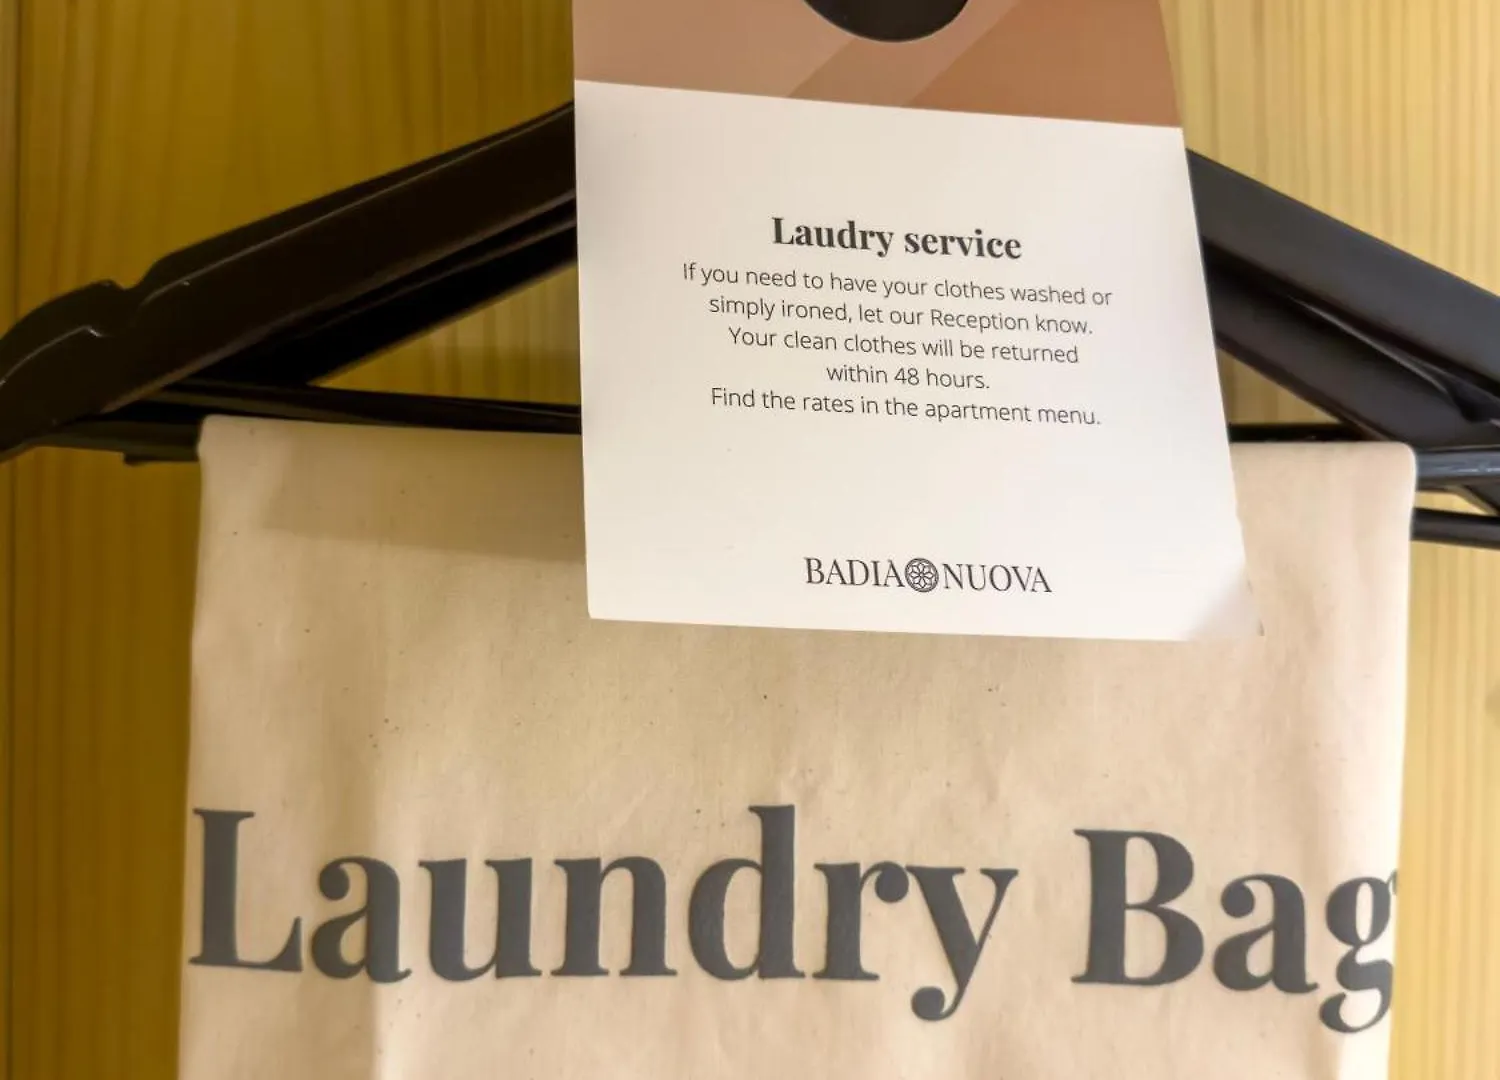 Laudry service
If you need to have your clothes washed or
simply ironed, let our Reception know.
Your clean clothes will be returned
within 48 hours.
Find the rates in the apartment menu.
BADIA NUOVA
Laundry Bag